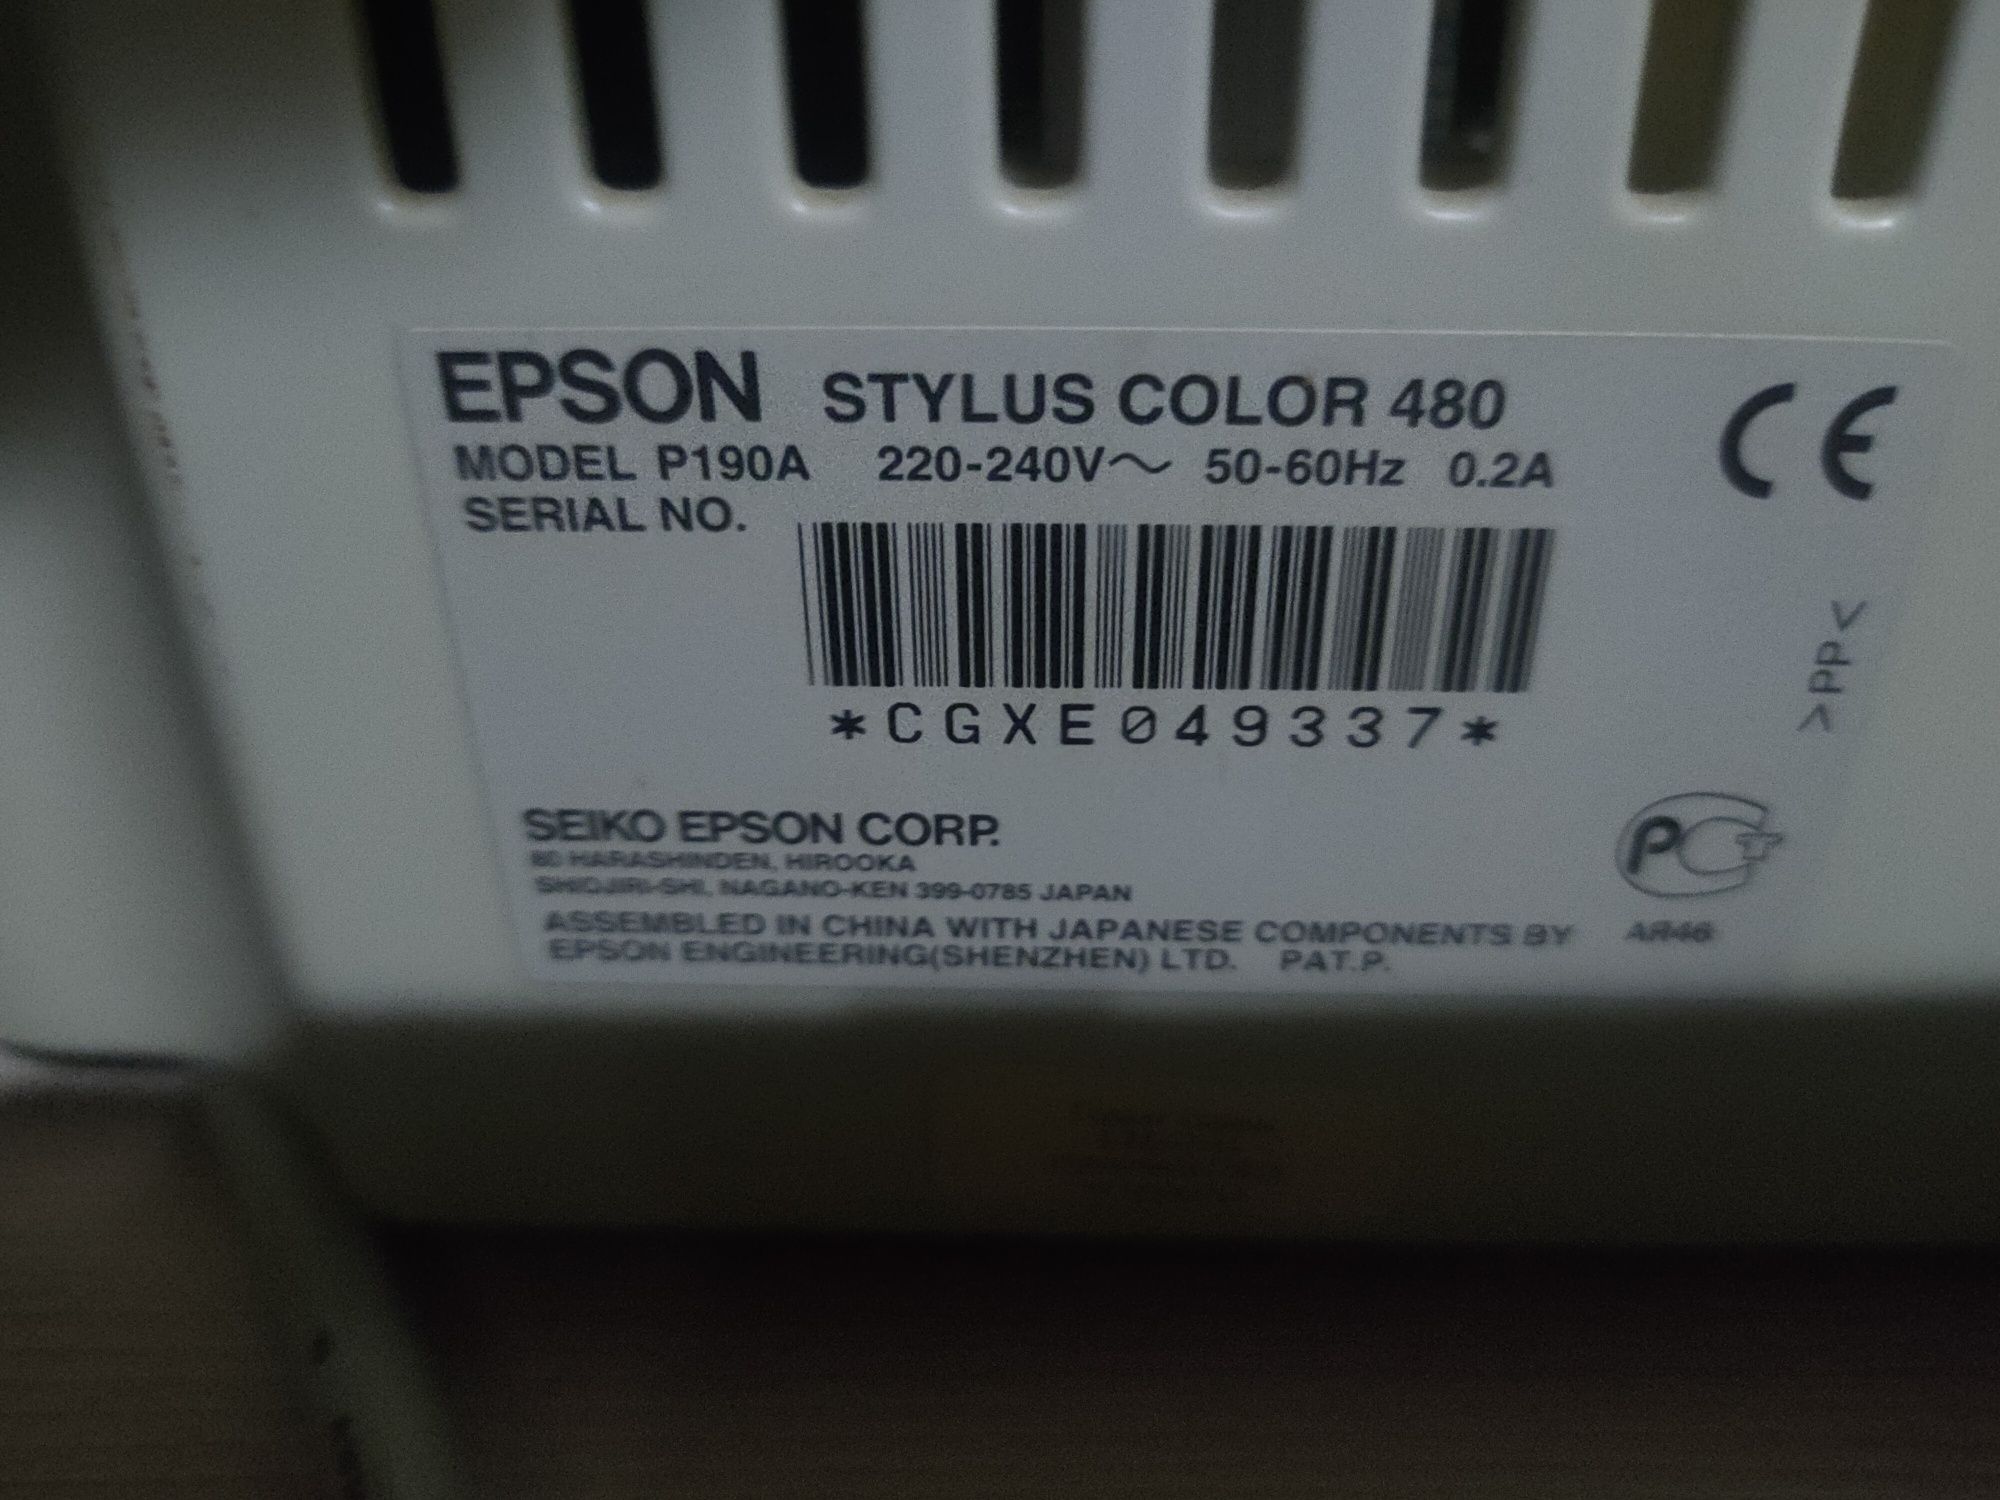 EPSON STYLUS COLOR 480
MODEL P190A 220-240V~ 50-60Hz 0.2A
SERIAL NO.
*CGXE049337*
>PP<
SEIKO EPSON CORP.
80 HARASHINDEN, HIROOKA
SHIOJIRI-SHI, NAGANO-KEN 399-0785 JAPAN
ASSEMBLED IN CHINA WITH JAPANESE COMPONENTS BY
EPSON ENGINEERING(SHENZHEN) LTD. PAT.P.
AR46
CE